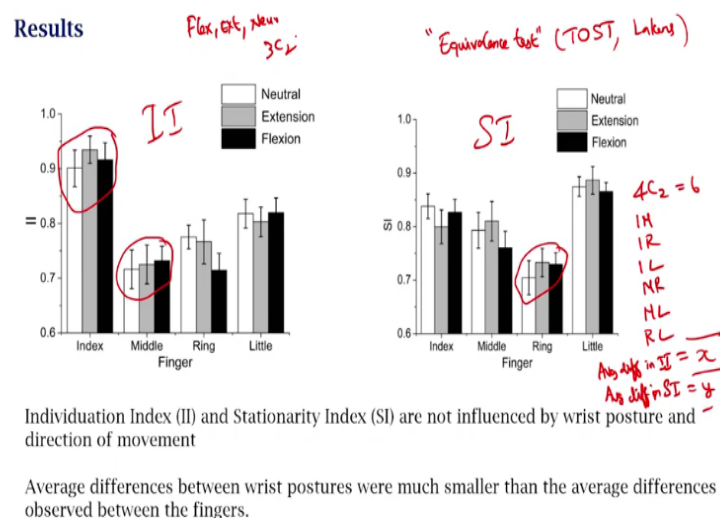 Results
Flex, Ext, Neur
3C2
"Equivalence test" (TOST, Lakens)
Neutral
Extension
Flexion
II
1.0
0.9
0.8
0.7
0.6
II
Index Middle Ring Little
Finger
Neutral
Extension
Flexion
SI
1.0
0.9
0.8
0.7
0.6
SI
Index Middle Ring Little
Finger
4C2 = 6
IM
IR
IL
MR
ML
RL
Avg diff in II = x
Avg diff in SI = y
Individuation Index (II) and Stationarity Index (SI) are not influenced by wrist posture and
direction of movement
Average differences between wrist postures were much smaller than the average differences
observed between the fingers.